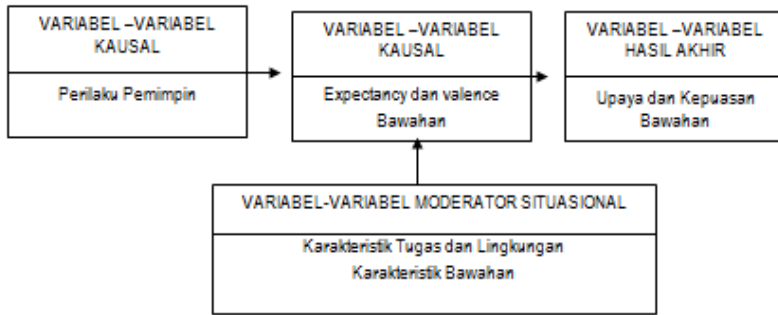 VARIABEL –VARIABEL
KAUSAL
Perilaku Pemimpin
VARIABEL –VARIABEL
KAUSAL
Expectancy dan valence
Bawahan
VARIABEL –VARIABEL
HASIL AKHIR
Upaya dan Kepuasan
Bawahan
VARIABEL-VARIABEL MODERATOR SITUASIONAL
Karakteristik Tugas dan Lingkungan
Karakteristik Bawahan